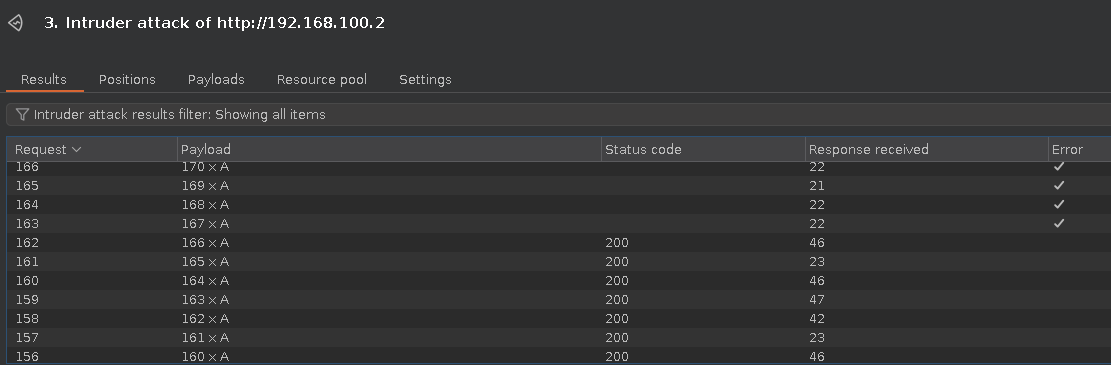 3. Intruder attack of http://192.168.100.2
Results Positions Payloads Resource pool Settings
Intruder attack results filter: Showing all items
Request Payload Status code Response received Error
166 170 × A 22 ✓
165 169 × A 21 ✓
164 168 × A 22 ✓
163 167 × A 22 ✓
162 166 × A 200 46
161 165 × A 200 23
160 164 × A 200 46
159 163 × A 200 47
158 162 × A 200 42
157 161 × A 200 23
156 160 × A 200 46